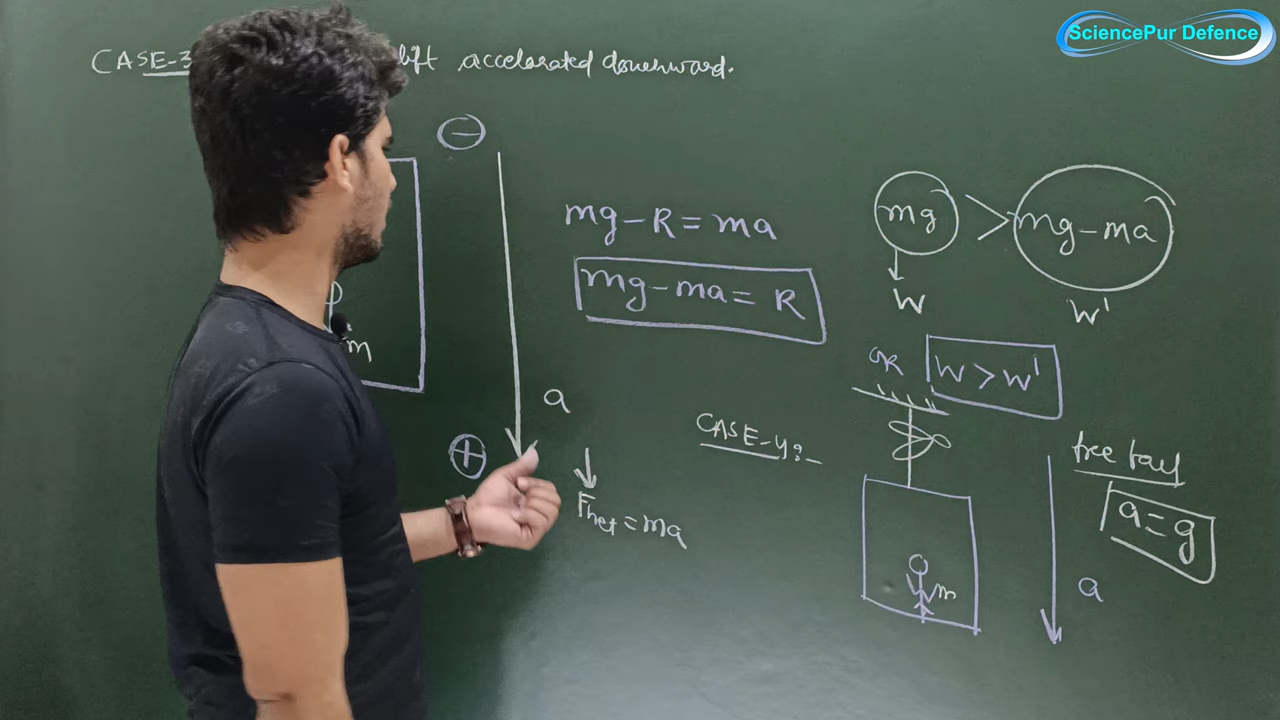 SciencePur Defence
CASE-3 lift accelerated downward.
⊖
mg - R = ma
mg - ma = R
a
⊕
Fnet = ma
m
mg > mg - ma
W W'
OR W > W'
CASE-4:-
free fall
a = g
a
m